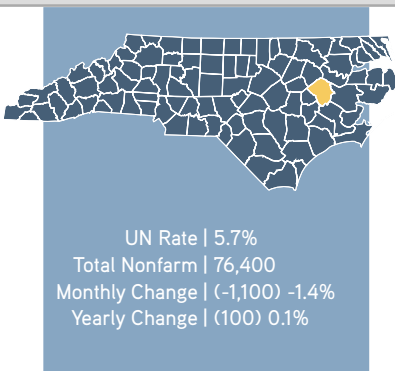 UN Rate | 5.7%
Total Nonfarm | 76,400
Monthly Change | (-1,100) -1.4%
Yearly Change | (100) 0.1%